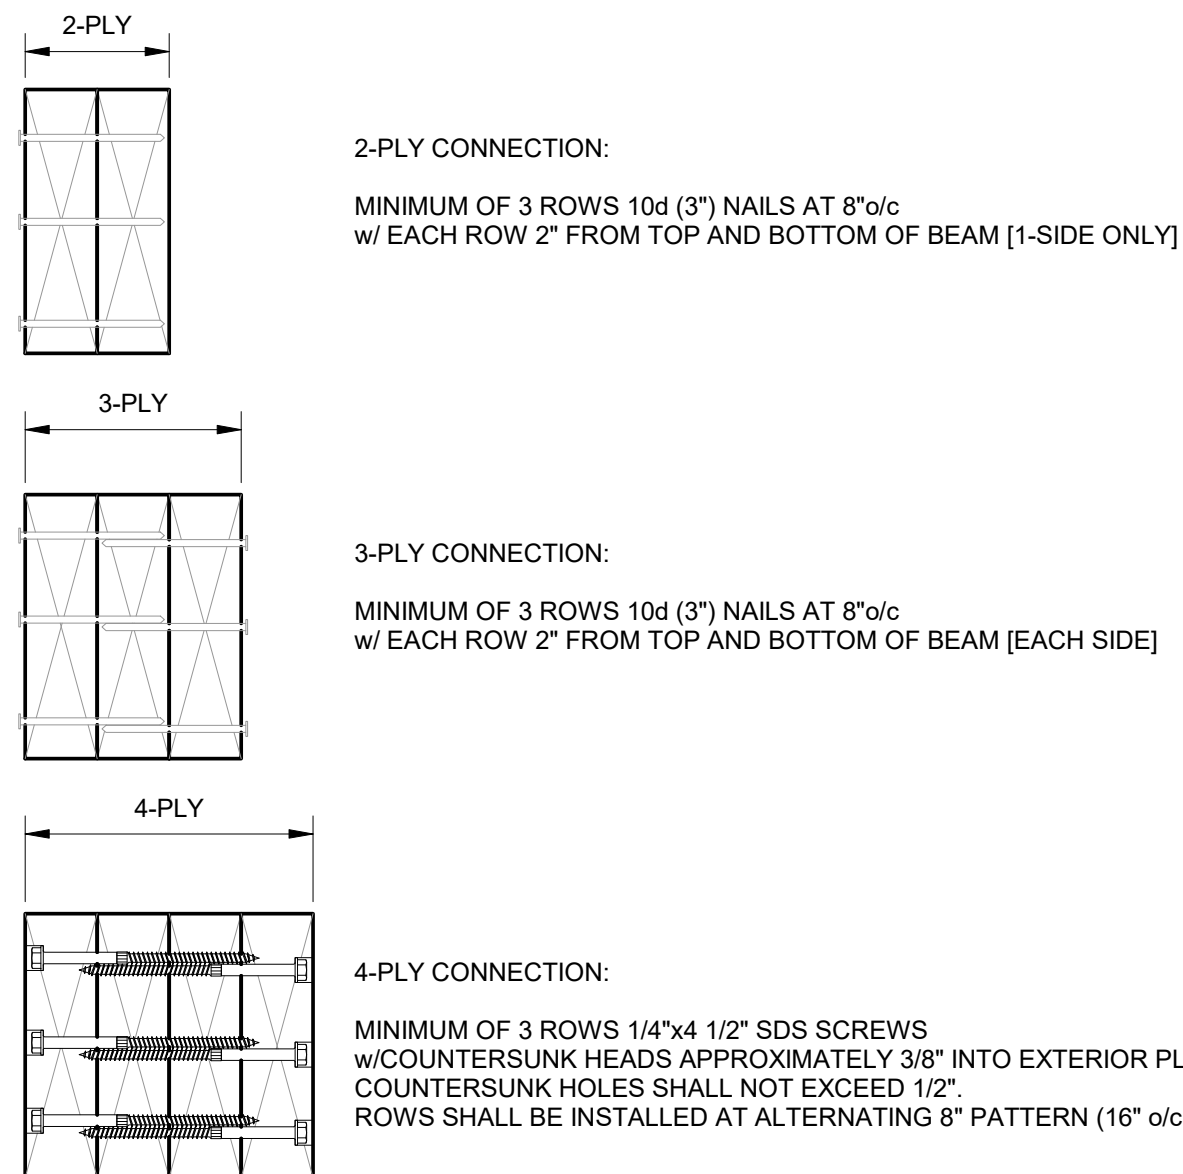 2-PLY
2-PLY CONNECTION:
MINIMUM OF 3 ROWS 10d (3") NAILS AT 8"o/c
w/ EACH ROW 2" FROM TOP AND BOTTOM OF BEAM [1-SIDE ONLY]
3-PLY
3-PLY CONNECTION:
MINIMUM OF 3 ROWS 10d (3") NAILS AT 8"o/c
w/ EACH ROW 2" FROM TOP AND BOTTOM OF BEAM [EACH SIDE]
4-PLY
4-PLY CONNECTION:
MINIMUM OF 3 ROWS 1/4"x4 1/2" SDS SCREWS
w/COUNTERSUNK HEADS APPROXIMATELY 3/8" INTO EXTERIOR PL
COUNTERSUNK HOLES SHALL NOT EXCEED 1/2".
ROWS SHALL BE INSTALLED AT ALTERNATING 8" PATTERN (16" o/c